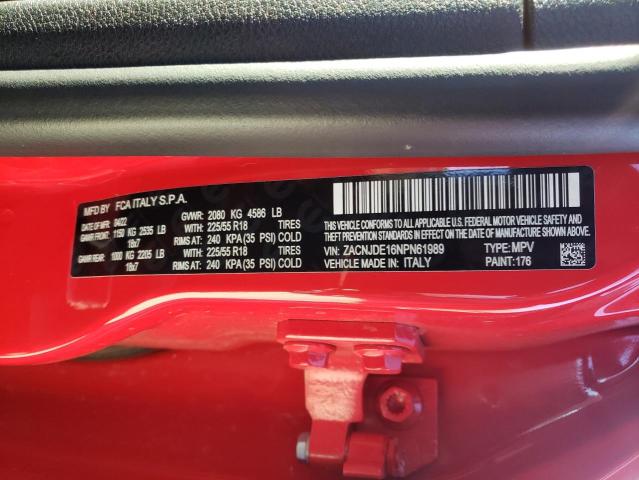 MFD BY FCA ITALY S.P.A.
DATE OF MFR 04/22 GVWR: 2080 KG 4586 LB
GAWR FRONT: 1150 KG 2535 LB 225/55 R18 TIRES
18x7 RIMS AT: 240 KPA (35 PSI) COLD
GAWR REAR: 1000 KG 2205 LB 225/55 R18 TIRES
18x7 RIMS AT: 240 KPA (35 PSI) COLD
THIS VEHICLE CONFORMS TO ALL APPLICABLE U.S. FEDERAL MOTOR VEHICLE SAFETY, BUMPER, AND
THEFT PREVENTION STANDARDS IN EFFECT ON THE DATE OF MANUFACTURE SHOWN ABOVE.
VIN: ZACNJDE16NPN61989 TYPE: MPV
VEHICLE MADE IN: ITALY PAINT: 176